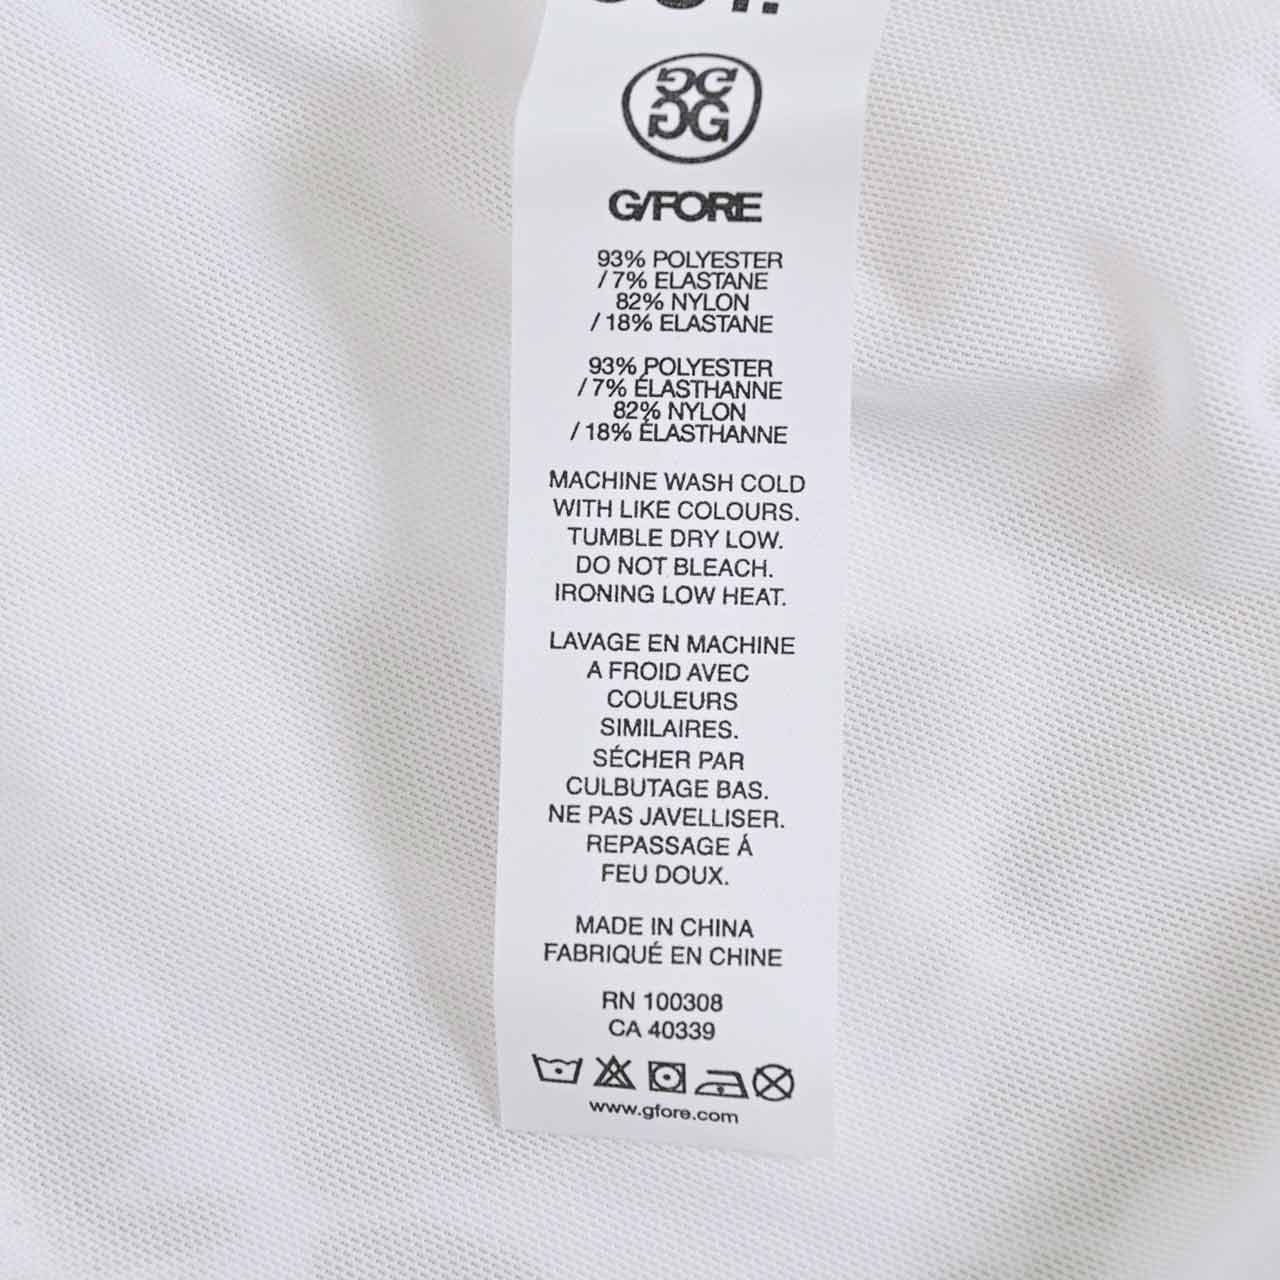 G/FORE
93% POLYESTER
/ 7% ELASTANE
82% NYLON
/ 18% ELASTANE
93% POLYESTER
/ 7% ÉLASTHANNE
82% NYLON
/ 18% ÉLASTHANNE
MACHINE WASH COLD
WITH LIKE COLOURS.
TUMBLE DRY LOW.
DO NOT BLEACH.
IRONING LOW HEAT.
LAVAGE EN MACHINE
A FROID AVEC
COULEURS
SIMILAIRES.
SÉCHER PAR
CULBUTAGE BAS.
NE PAS JAVELLISER.
REPASSAGE Á
FEU DOUX.
MADE IN CHINA
FABRIQUÉ EN CHINE
RN 100308
CA 40339
www.gfore.com